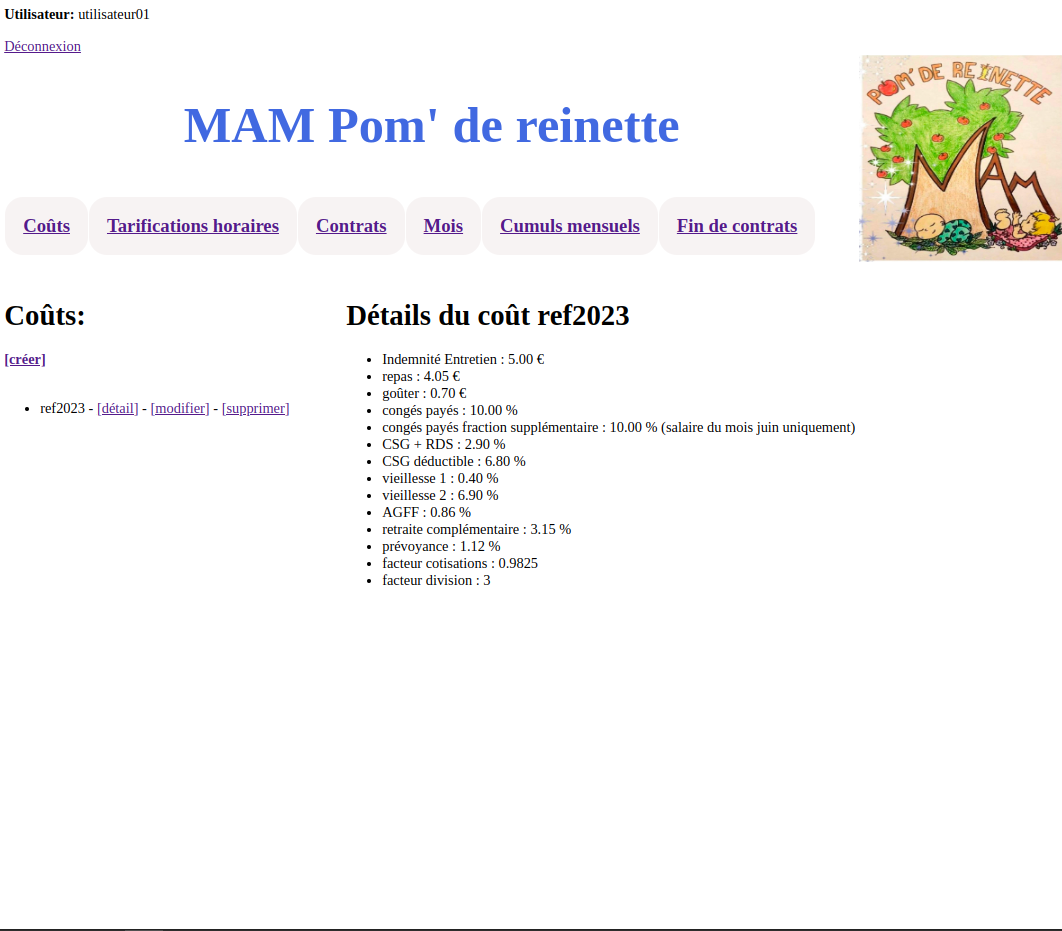 Utilisateur: utilisateur01
Déconnexion
POM' DE REINETTE
MAM
MAM Pom' de reinette
Coûts
Tarifications horaires
Contrats
Mois
Cumuls mensuels
Fin de contrats
Coûts:
[créer]
ref2023 - [détail] - [modifier] - [supprimer]
Détails du coût ref2023
Indemnité Entretien : 5.00 €
repas : 4.05 €
goûter : 0.70 €
congés payés : 10.00 %
congés payés fraction supplémentaire : 10.00 % (salaire du mois juin uniquement)
CSG + RDS : 2.90 %
CSG déductible : 6.80 %
vieillesse 1 : 0.40 %
vieillesse 2 : 6.90 %
AGFF : 0.86 %
retraite complémentaire : 3.15 %
prévoyance : 1.12 %
facteur cotisations : 0.9825
facteur division : 3